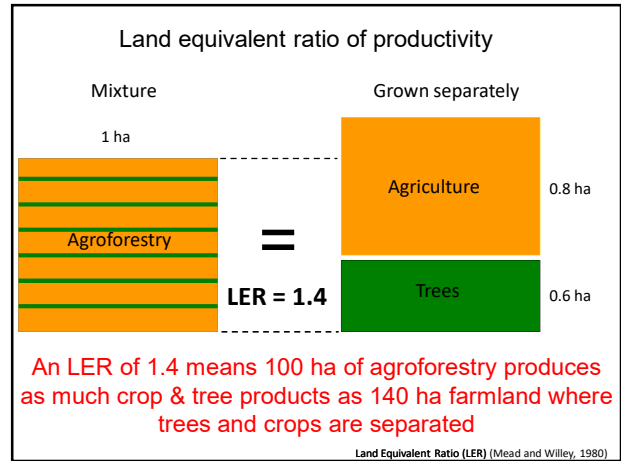 Land equivalent ratio of productivity
Mixture
Grown separately
1 ha
Agroforestry
=
LER = 1.4
Agriculture
0.8 ha
Trees
0.6 ha
An LER of 1.4 means 100 ha of agroforestry produces
as much crop & tree products as 140 ha farmland where
trees and crops are separated
Land Equivalent Ratio (LER) (Mead and Willey, 1980)